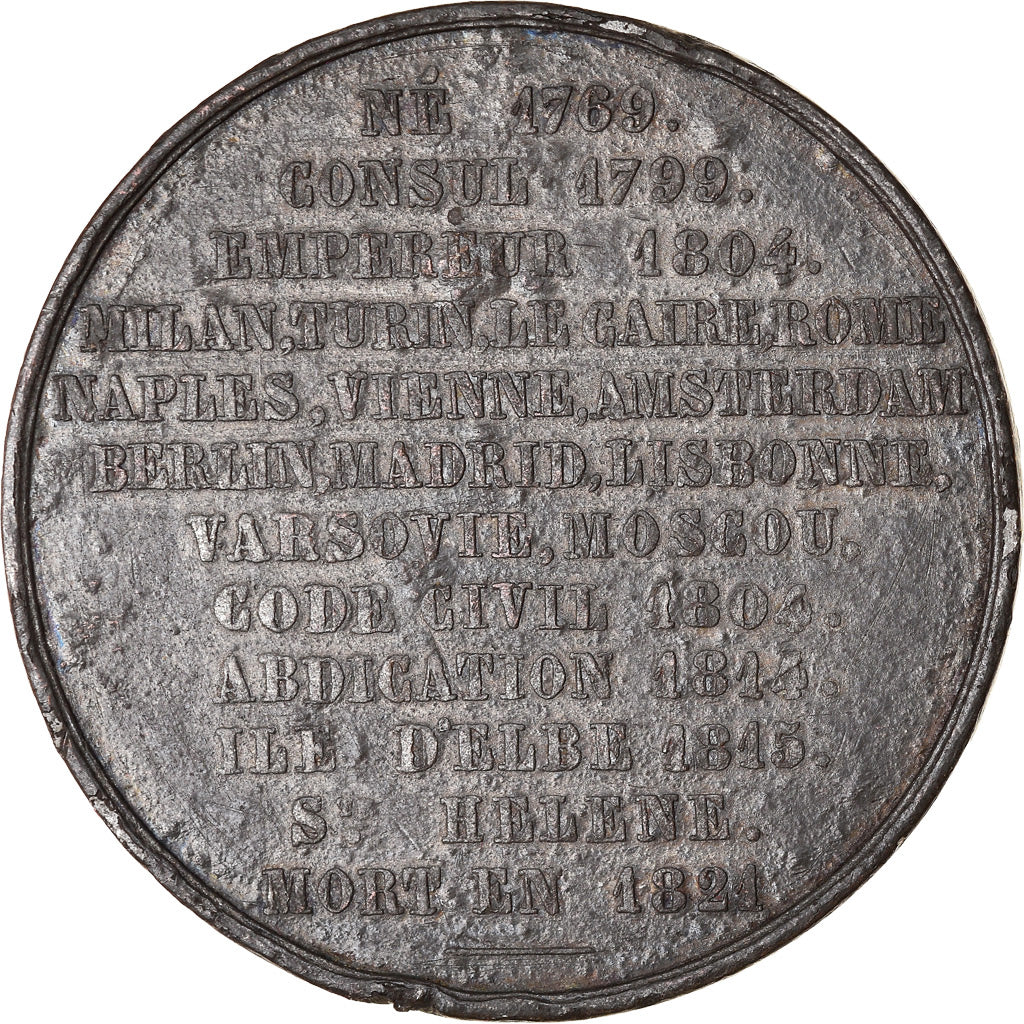 NÉ 1769.
CONSUL 1799.
EMPEREUR 1804.
MILAN, TURIN, LE CAIRE, ROME
NAPLES, VIENNE, AMSTERDAM
BERLIN, MADRID, LISBONNE,
VARSOVIE, MOSCOU.
CODE CIVIL 1804.
ABDICATION 1814.
ILE D'ELBE 1815.
ST HELENE.
MORT EN 1821